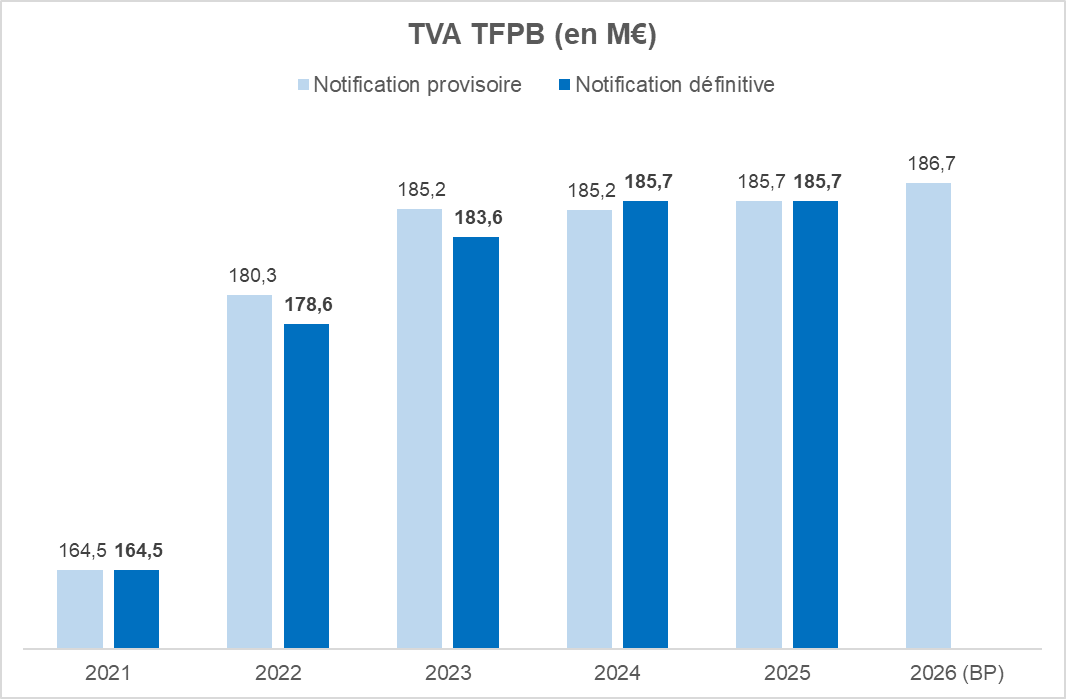 TVA TFPB (en M€)
Notification provisoire Notification définitive
186,7
185,2 183,6 185,2 185,7 185,7 185,7
180,3 178,6
164,5 164,5
2021 2022 2023 2024 2025 2026 (BP)